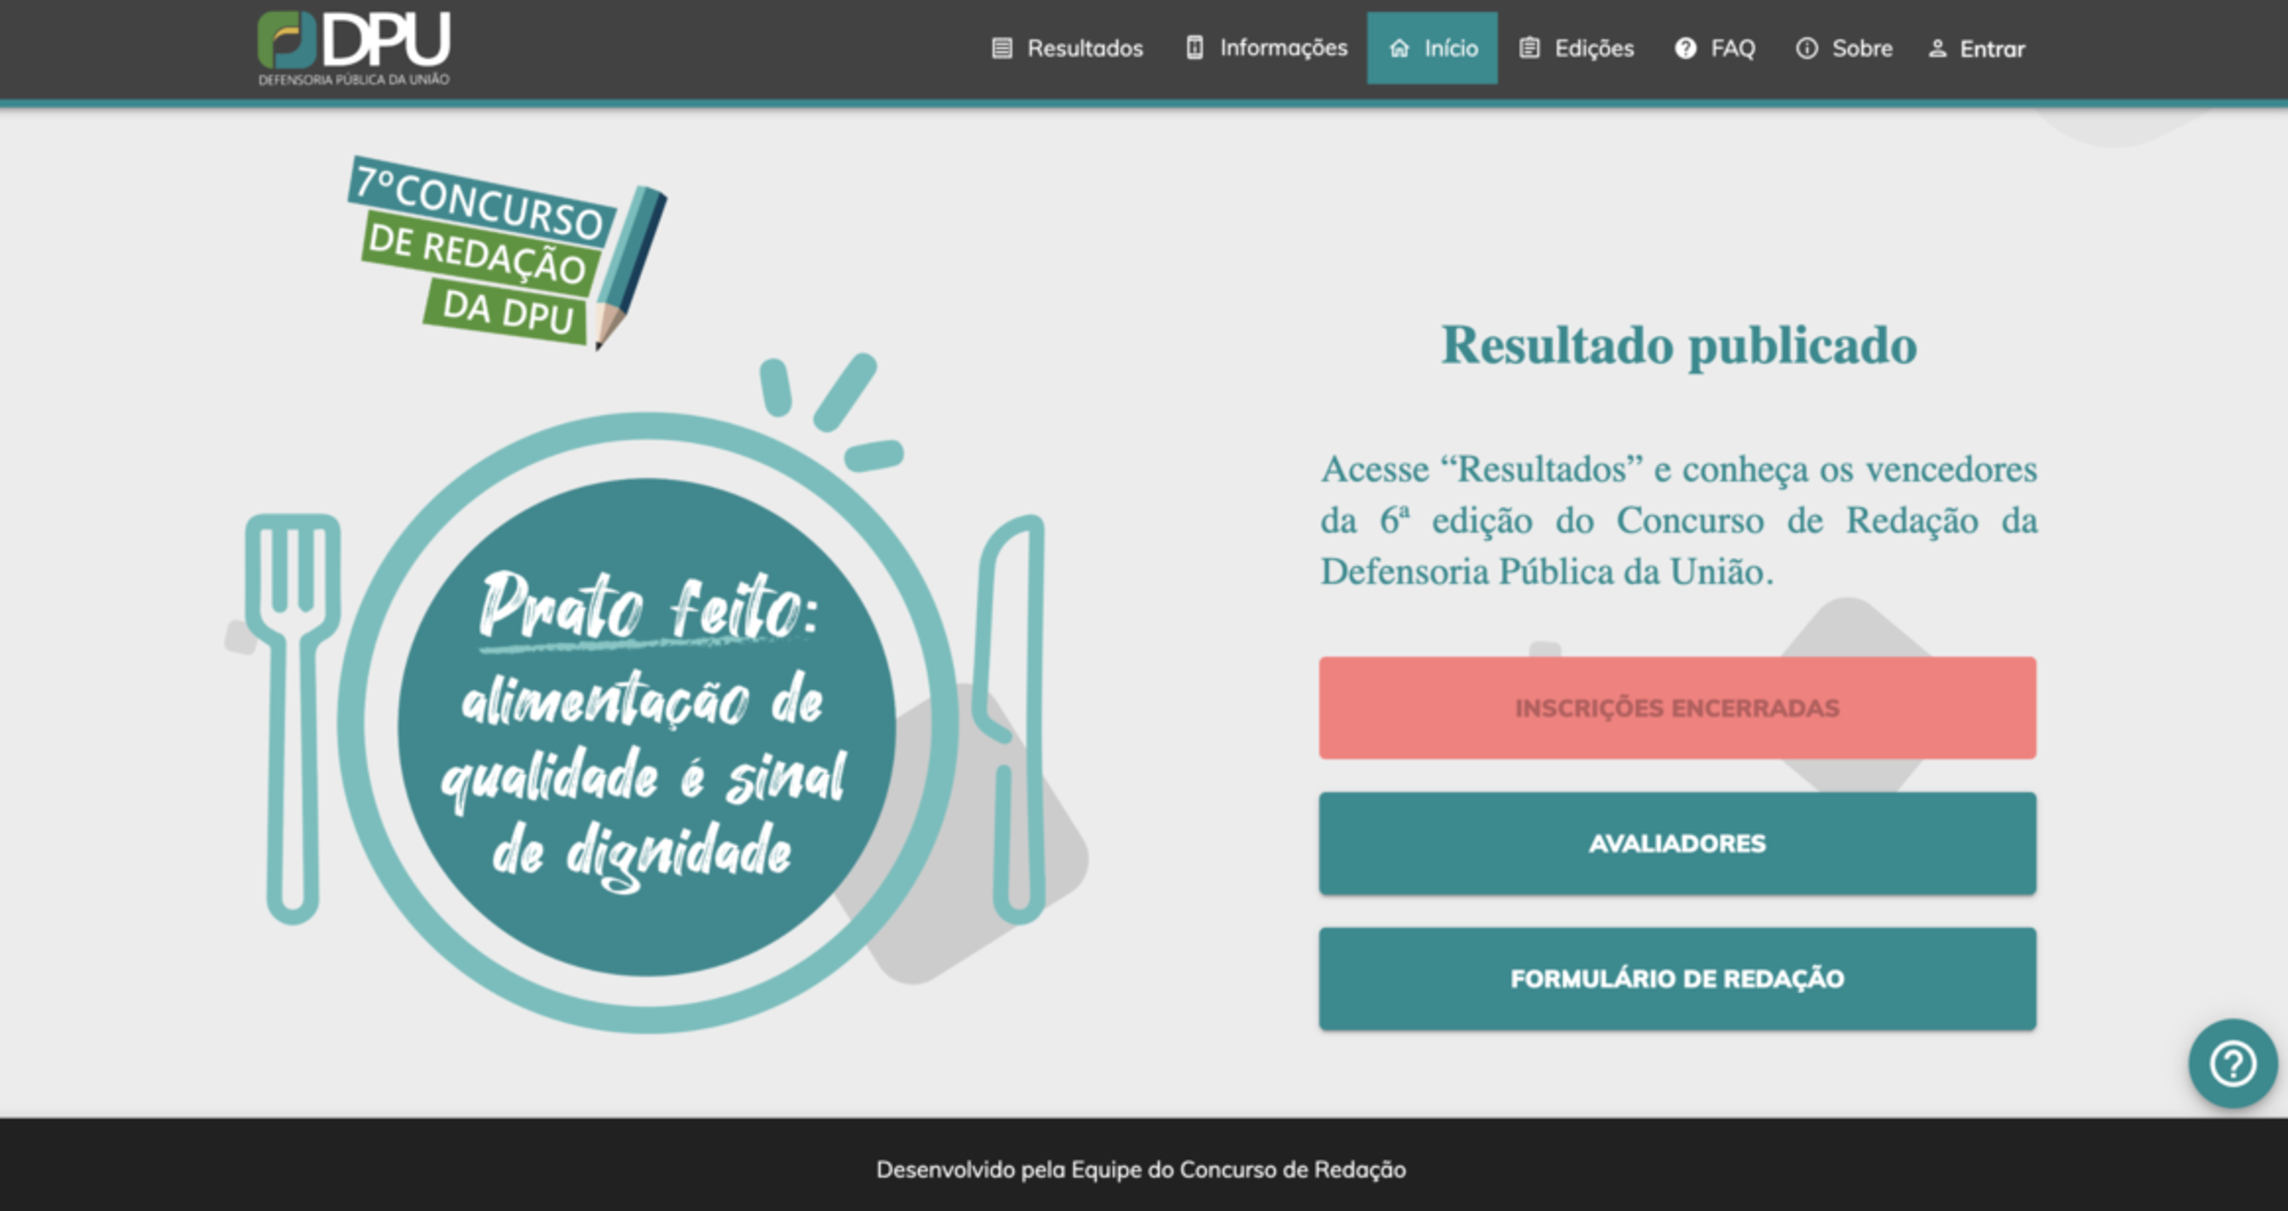 DPU
DEFENSORIA PÚBLICA DA UNIÃO
Resultados
Informações
Início
Edições
FAQ
Sobre
Entrar
7ºCONCURSO
DE REDAÇÃO
DA DPU
Prato feito:
alimentação de
qualidade é sinal
de dignidade
Resultado publicado
Acesse “Resultados” e conheça os vencedores
da 6ª edição do Concurso de Redação da
Defensoria Pública da União.
INSCRIÇÕES ENCERRADAS
AVALIADORES
FORMULÁRIO DE REDAÇÃO
Desenvolvido pela Equipe do Concurso de Redação